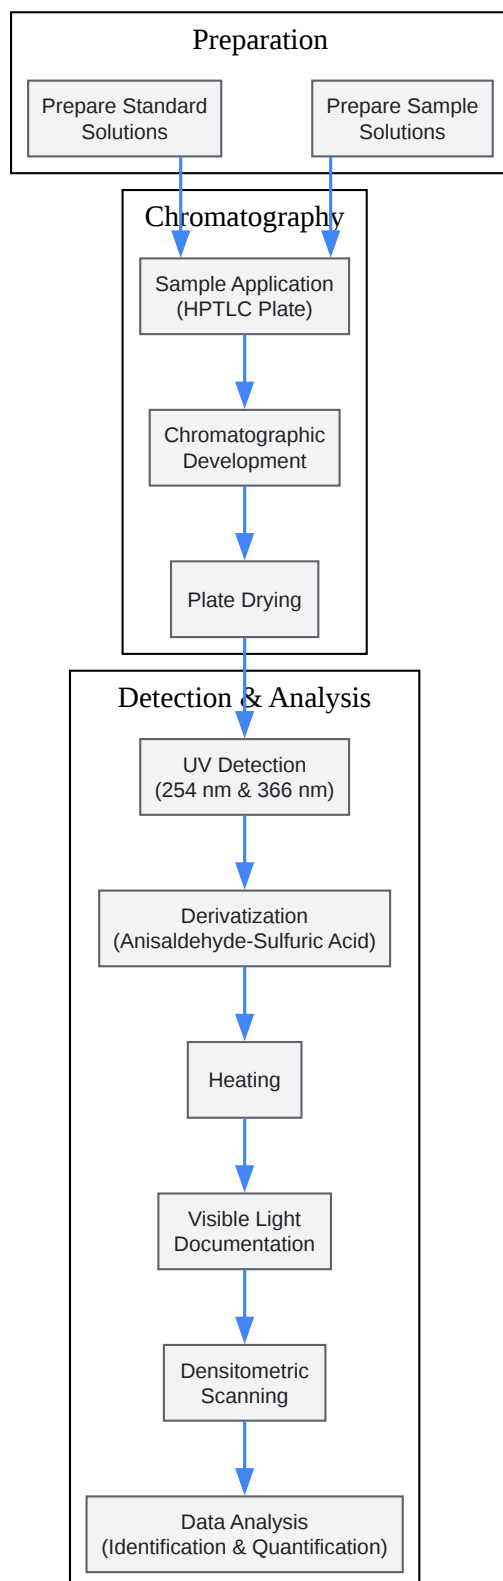 Preparation
Prepare Standard
Solutions
Prepare Sample
Solutions
Chromatography
Sample Application
(HPTLC Plate)
Chromatographic
Development
Plate Drying
Detection & Analysis
UV Detection
(254 nm & 366 nm)
Derivatization
(Anisaldehyde-Sulfuric Acid)
Heating
Visible Light
Documentation
Densitometric
Scanning
Data Analysis
(Identification & Quantification)